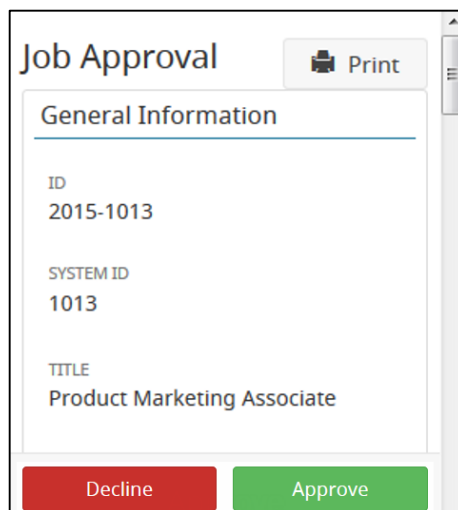 Job Approval
Print
General Information
ID
2015-1013
SYSTEM ID
1013
TITLE
Product Marketing Associate
Decline
Approve